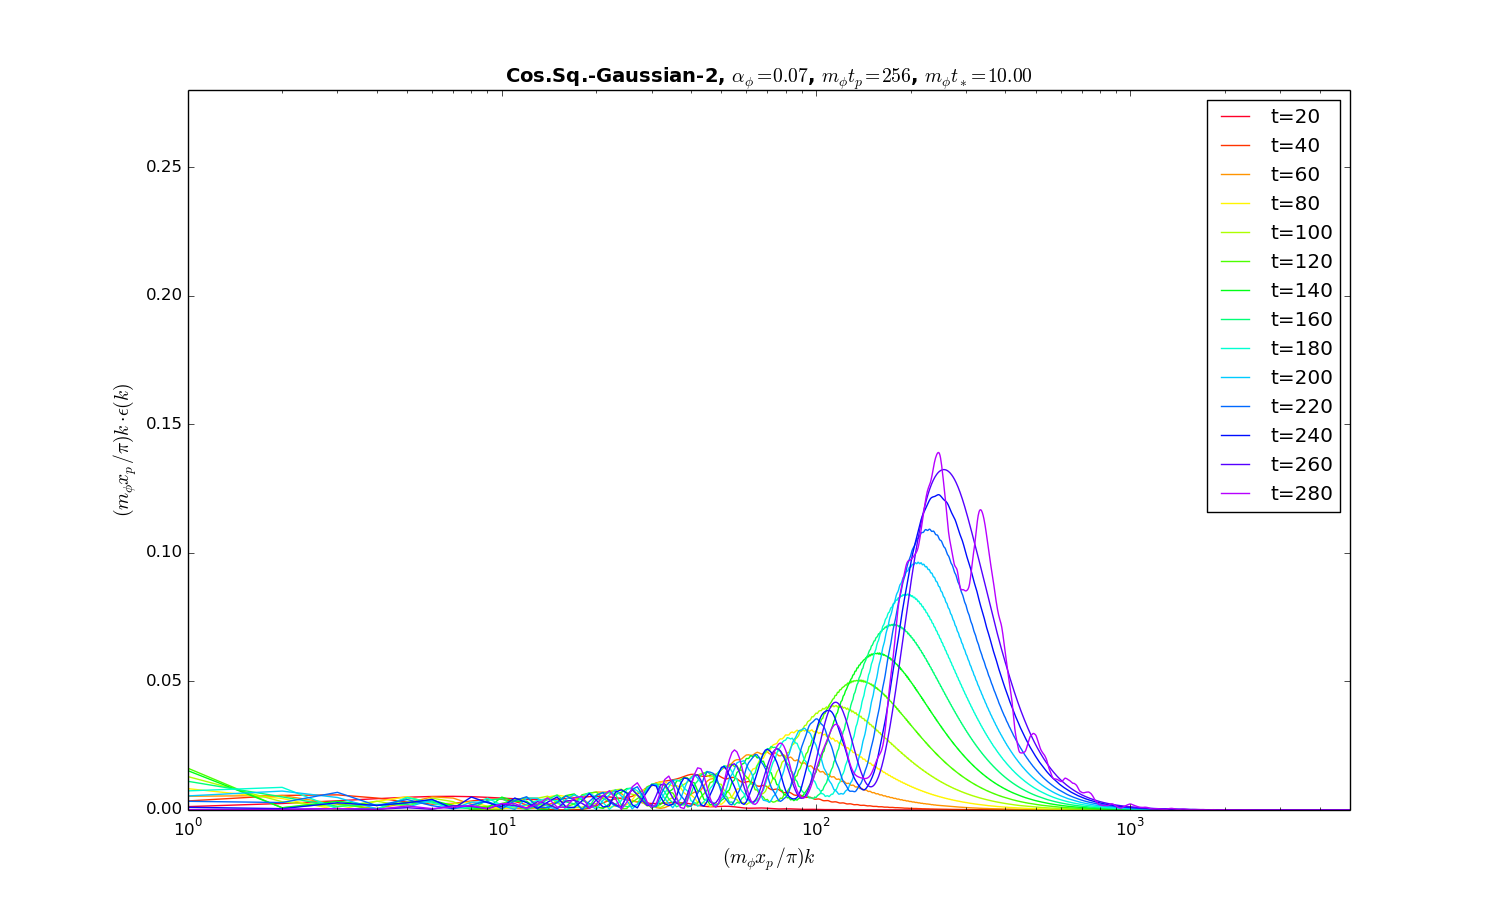 Cos.Sq.-Gaussian-2, α_ϕ=0.07, m_ϕt_p=256, m_ϕt_*=10.00
t=20
t=40
t=60
t=80
t=100
t=120
t=140
t=160
t=180
t=200
t=220
t=240
t=260
t=280
0.25
0.20
0.15
0.10
0.05
0.00
(m_ϕx_p/π)k·ϵ(k)
10^0 10^1 10^2 10^3
(m_ϕx_p/π)k